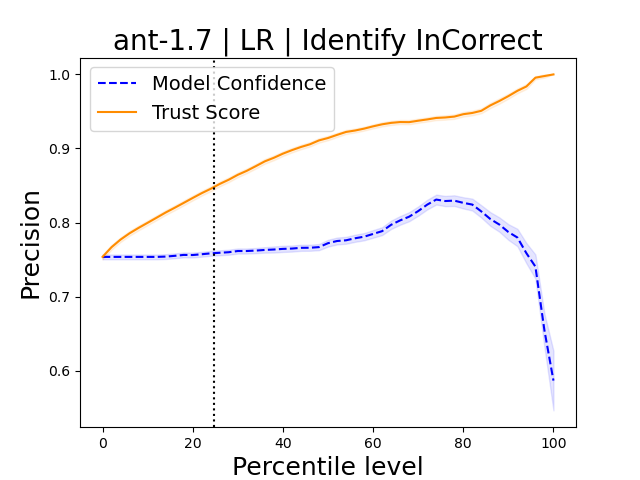 ant-1.7 | LR | Identify InCorrect
Model Confidence
Trust Score
1.0
0.9
0.8
0.7
0.6
Precision
0
20
40
60
80
100
Percentile level